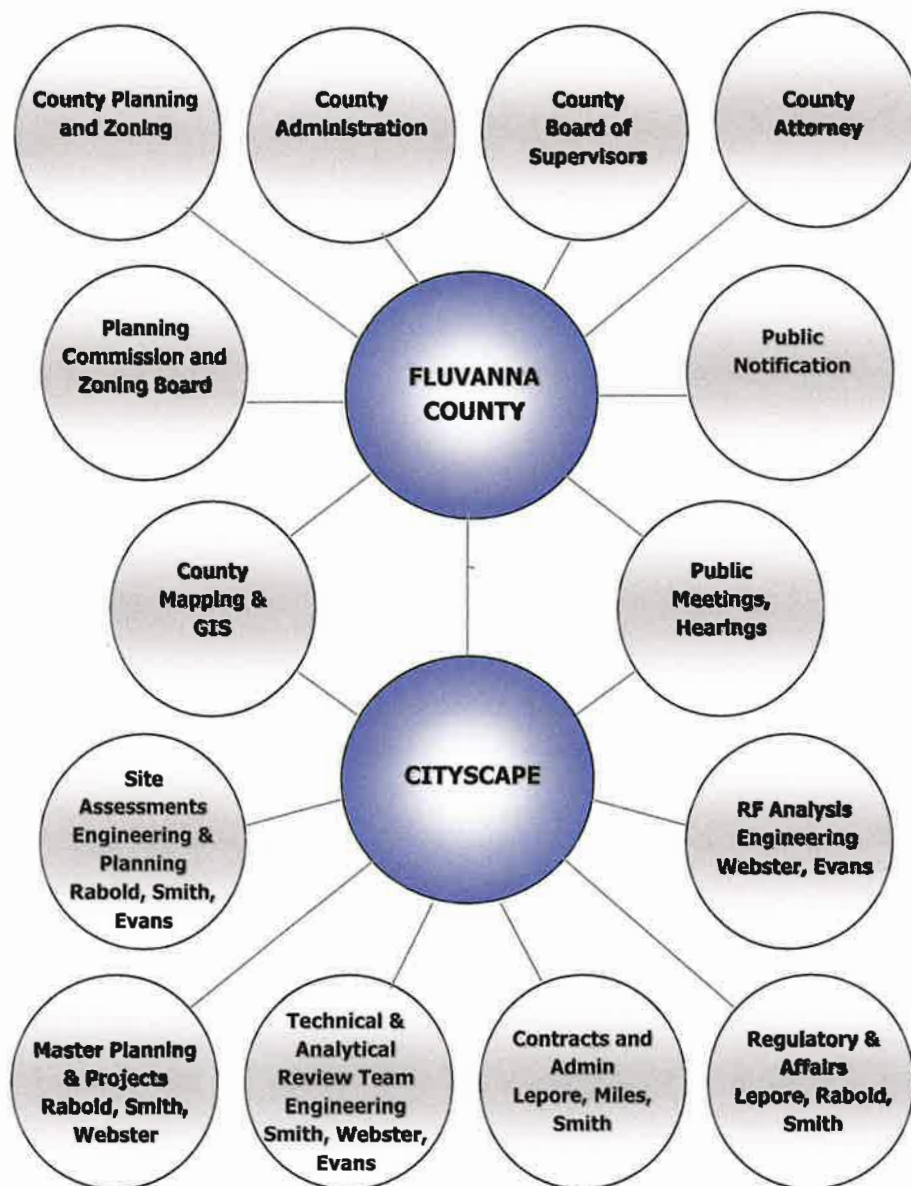 County Planning
and Zoning
County
Administration
County
Board of
Supervisors
County
Attorney
Planning
Commission and
Zoning Board
FLUVANNA
COUNTY
Public
Notification
County
Mapping &
GIS
Public
Meetings,
Hearings
CITYSCAPE
Site
Assessments
Engineering &
Planning
Rabold, Smith,
Evans
RF Analysis
Engineering
Webster, Evans
Master Planning
& Projects
Rabold, Smith,
Webster
Technical &
Analytical
Review Team
Engineering
Smith, Webster,
Evans
Contracts and
Admin
Lepore, Miles,
Smith
Regulatory &
Affairs
Lepore, Rabold,
Smith